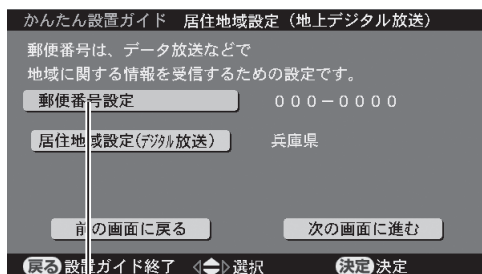 かんたん設置ガイド 居住地域設定(地上デジタル放送)
郵便番号は、データ放送などで
地域に関する情報を受信するための設定です。
郵便番号設定 000-0000
居住地域設定(デジタル放送) 兵庫県
前の画面に戻る 次の画面に進む
戻る 設置ガイド終了 選択 決定 決定